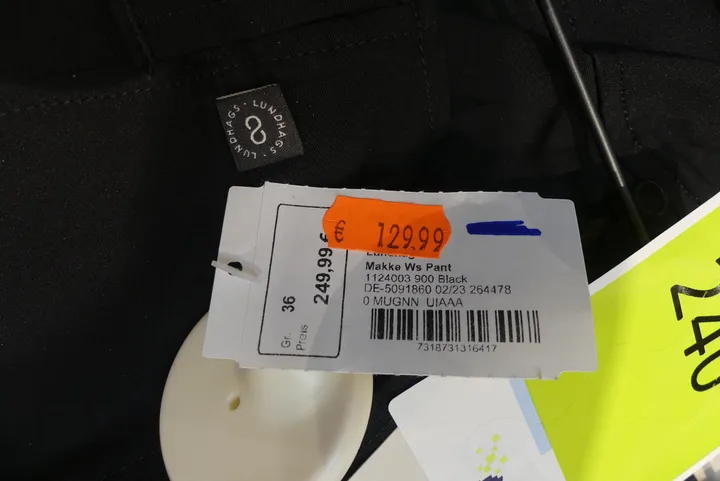 LUNDHAGS · LUNDHAGS ·
€ 129,99
Gr. 36
Preis 249,99 €
Makke Ws Pant
1124003 900 Black
DE-5091860 02/23 264478
0 MUGNN UIAAA
7318731316417
240